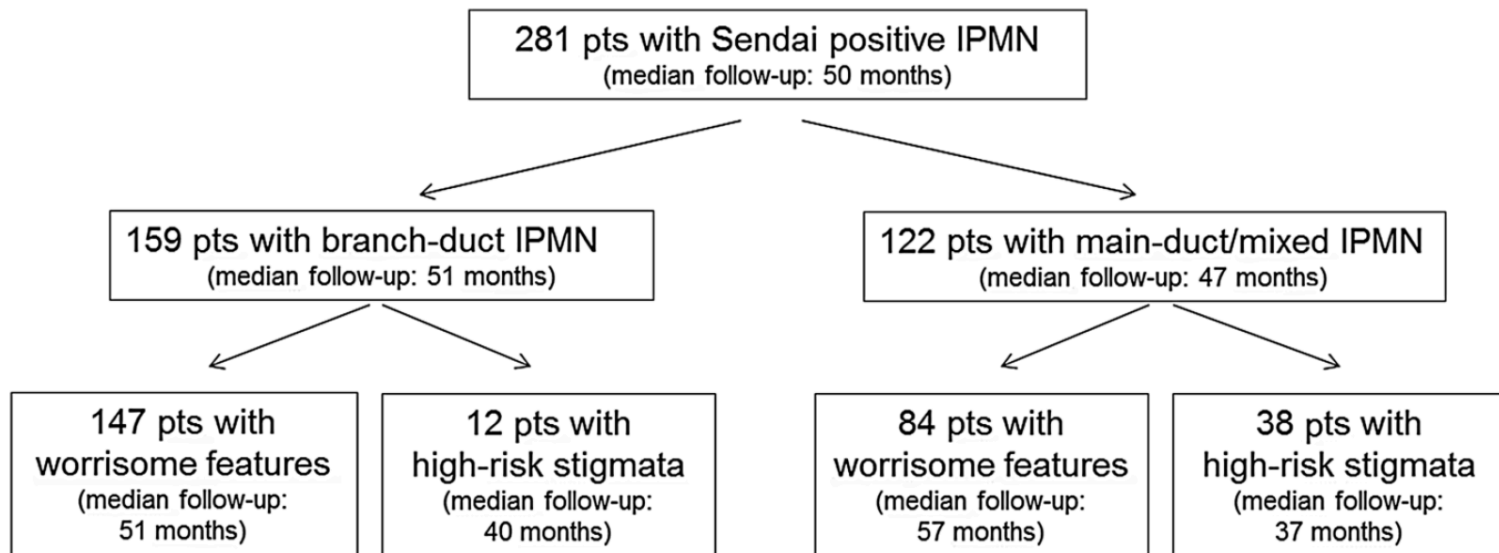 281 pts with Sendai positive IPMN
(median follow-up: 50 months)
159 pts with branch-duct IPMN
(median follow-up: 51 months)
122 pts with main-duct/mixed IPMN
(median follow-up: 47 months)
147 pts with
worrisome features
(median follow-up:
51 months)
12 pts with
high-risk stigmata
(median follow-up:
40 months)
84 pts with
worrisome features
(median follow-up:
57 months)
38 pts with
high-risk stigmata
(median follow-up:
37 months)